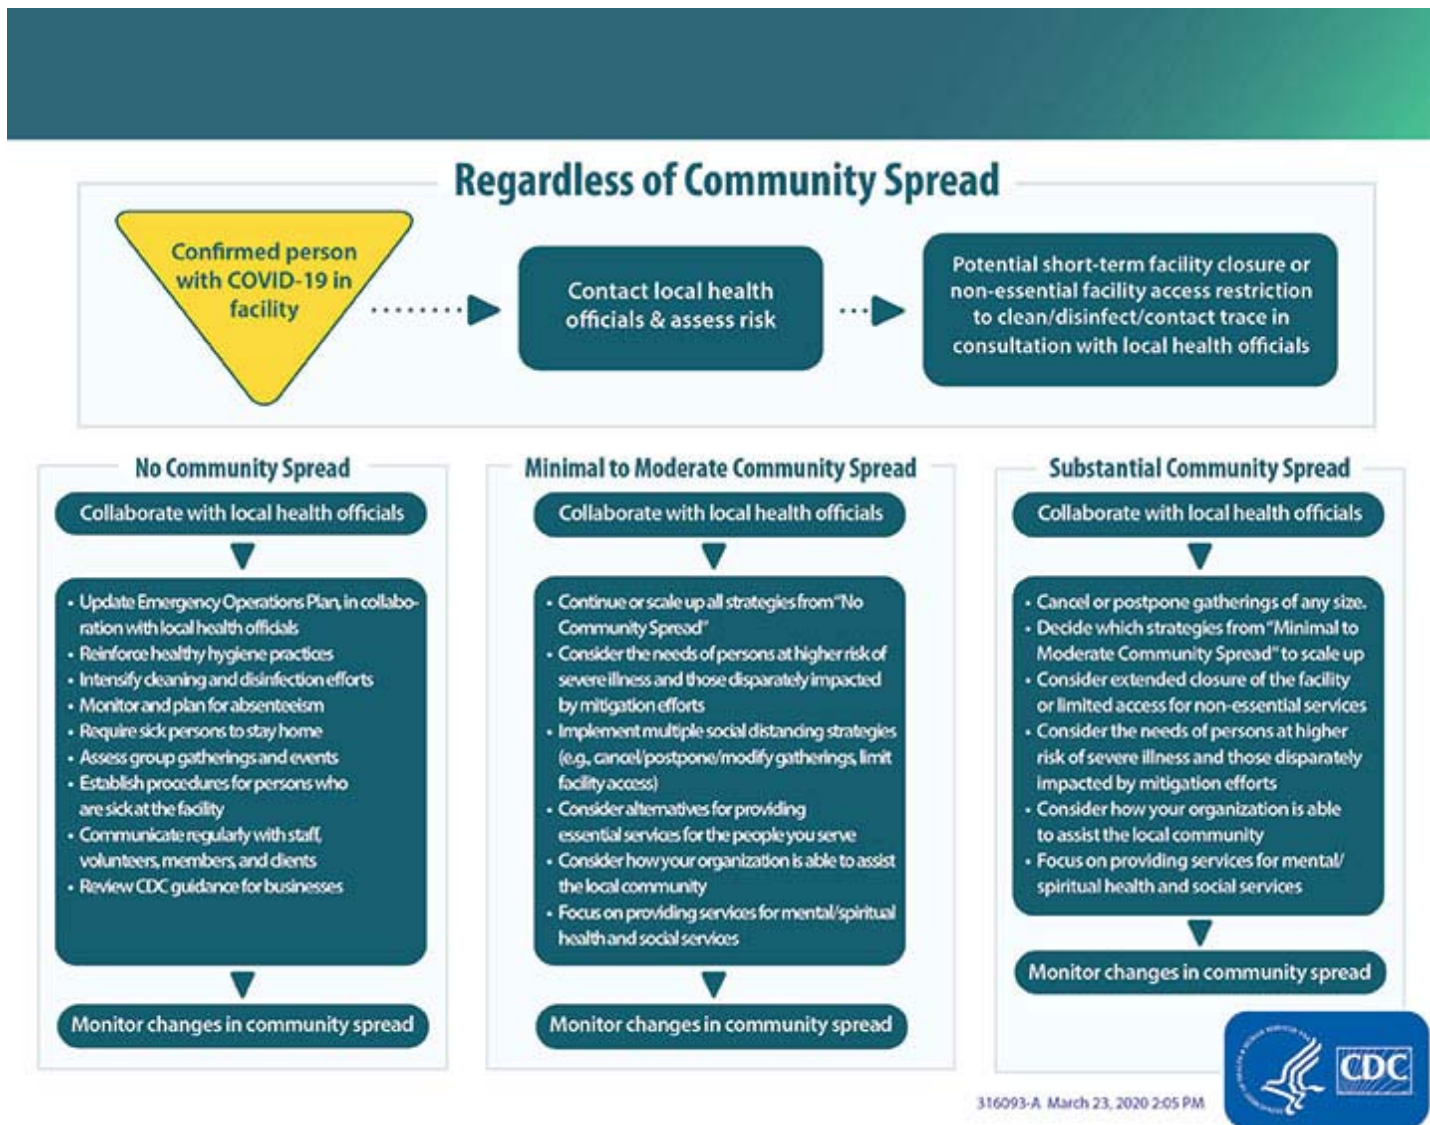 Regardless of Community Spread
Confirmed person
with COVID-19 in
facility
Contact local health
officials & assess risk
Potential short-term facility closure or
non-essential facility access restriction
to clean/disinfect/contact trace in
consultation with local health officials
No Community Spread
Collaborate with local health officials
• Update Emergency Operations Plan, in collabo-
ration with local health officials
• Reinforce healthy hygiene practices
• Intensify cleaning and disinfection efforts
• Monitor and plan for absenteeism
• Require sick persons to stay home
• Assess group gatherings and events
• Establish procedures for persons who
are sick at the facility
• Communicate regularly with staff,
volunteers, members, and clients
• Review CDC guidance for businesses
Monitor changes in community spread
Minimal to Moderate Community Spread
Collaborate with local health officials
• Continue or scale up all strategies from "No
Community Spread"
• Consider the needs of persons at higher risk of
severe illness and those disparately impacted
by mitigation efforts
• Implement multiple social distancing strategies
(e.g., cancel/postpone/modify gatherings, limit
facility access)
• Consider alternatives for providing
essential services for the people you serve
• Consider how your organization is able to assist
the local community
• Focus on providing services for mental/spiritual
health and social services
Monitor changes in community spread
Substantial Community Spread
Collaborate with local health officials
• Cancel or postpone gatherings of any size.
• Decide which strategies from "Minimal to
Moderate Community Spread" to scale up
• Consider extended closure of the facility
or limited access for non-essential services
• Consider the needs of persons at higher
risk of severe illness and those disparately
impacted by mitigation efforts
• Consider how your organization is able
to assist the local community
• Focus on providing services for mental/
spiritual health and social services
Monitor changes in community spread
316093-A March 23, 2020 2:05 PM
CDC